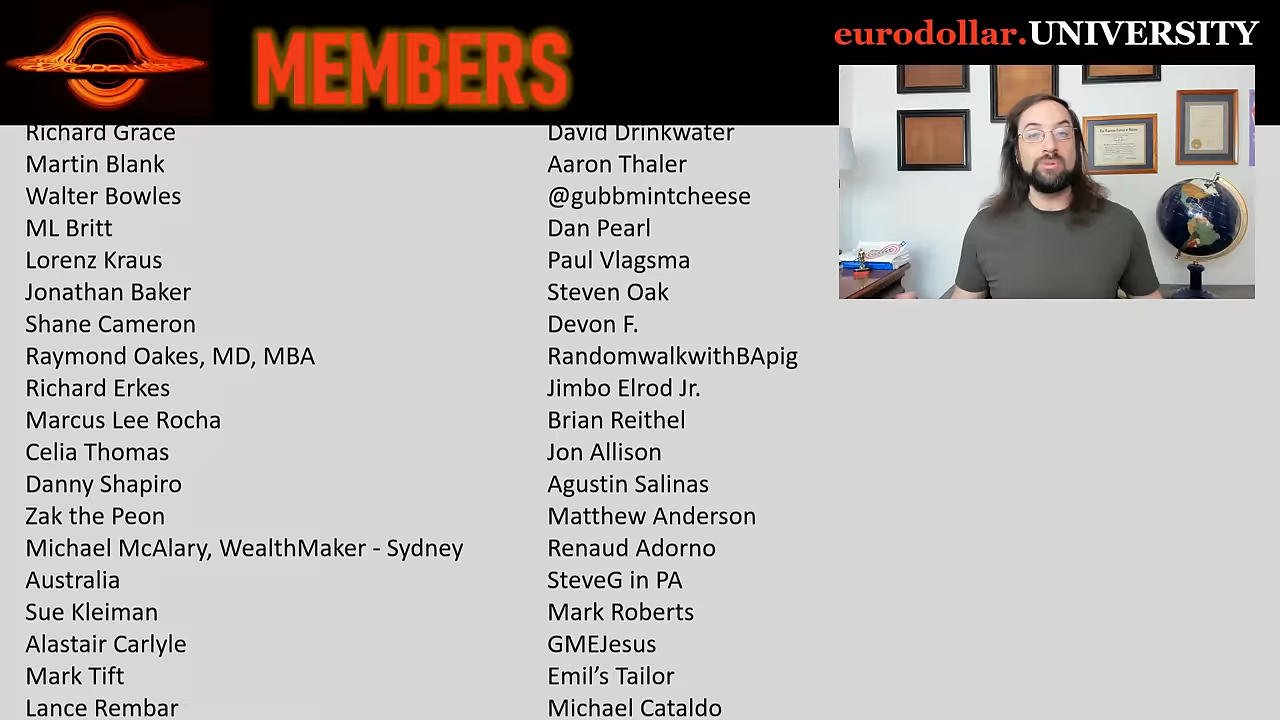 MEMBERS
eurodollar.UNIVERSITY
Richard Grace
Martin Blank
Walter Bowles
ML Britt
Lorenz Kraus
Jonathan Baker
Shane Cameron
Raymond Oakes, MD, MBA
Richard Erkes
Marcus Lee Rocha
Celia Thomas
Danny Shapiro
Zak the Peon
Michael McAlary, WealthMaker - Sydney
Australia
Sue Kleiman
Alastair Carlyle
Mark Tift
Lance Rembar
David Drinkwater
Aaron Thaler
@gubbmintcheese
Dan Pearl
Paul Vlagsma
Steven Oak
Devon F.
RandomwalkwithBApig
Jimbo Elrod Jr.
Brian Reithel
Jon Allison
Agustin Salinas
Matthew Anderson
Renaud Adorno
SteveG in PA
Mark Roberts
GMEJesus
Emil’s Tailor
Michael Cataldo